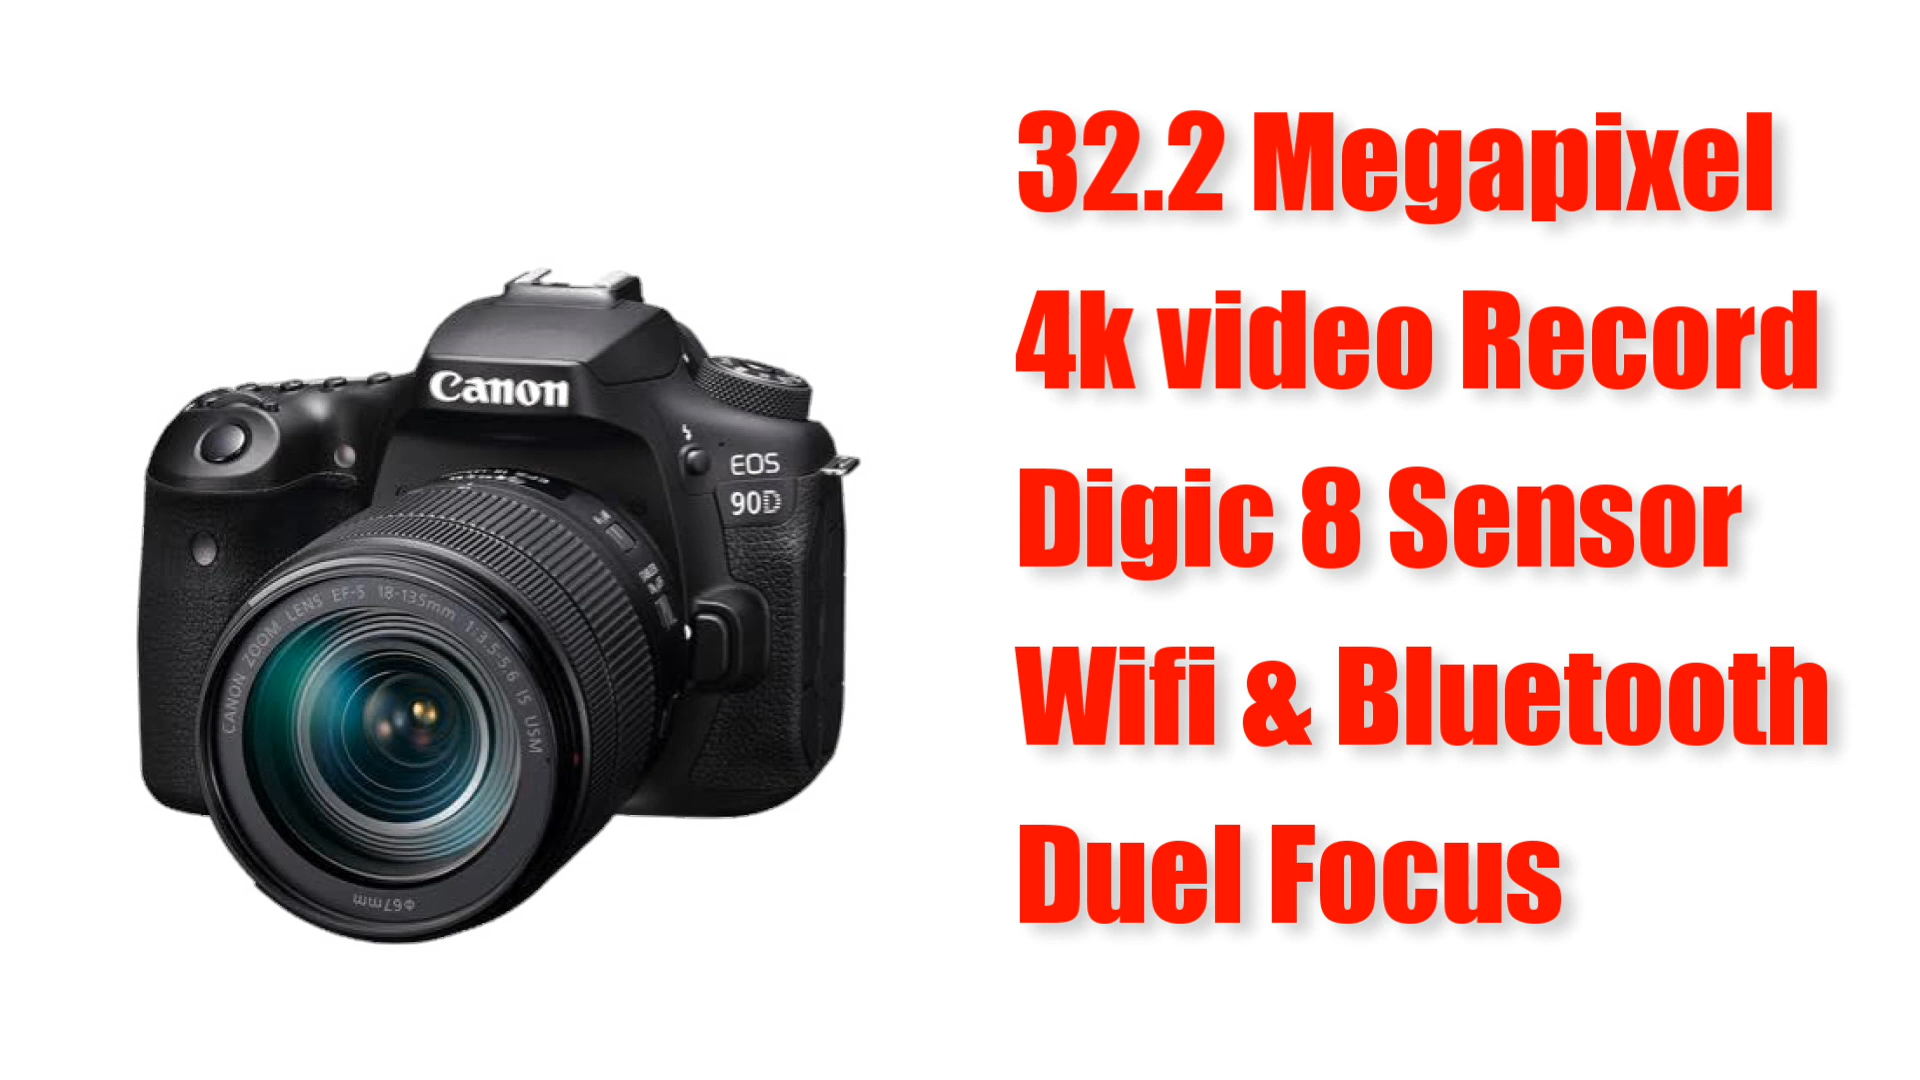 32.2 Megapixel
4k video Record
Digic 8 Sensor
Wifi & Bluetooth
Duel Focus
Canon
EOS
90D
CANON ZOOM LENS EF-S 18-135mm 1:3.5-5.6 IS USM
Φ67mm